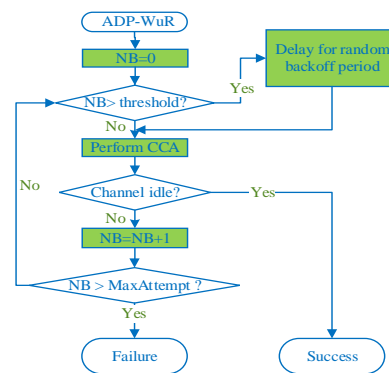 ADP-WuR
NB=0
Delay for random
backoff period
NB> threshold?
Yes
No
Perform CCA
No
Channel idle?
Yes
No
NB=NB+1
NB > MaxAttempt ?
Yes
Failure
Success